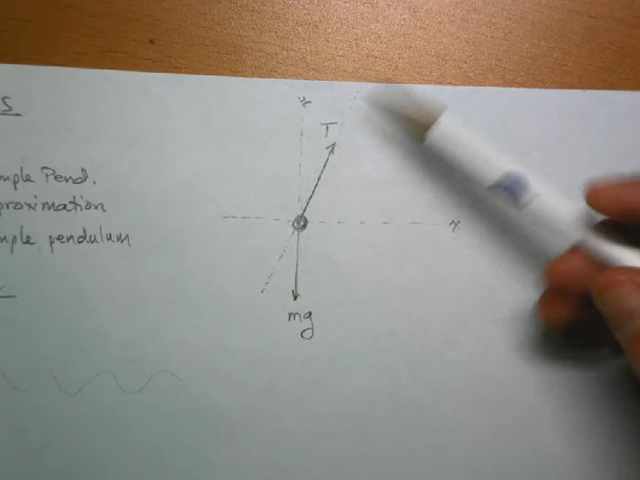 s
mple Pend.
proximation
mple pendulum
y
T
x
mg